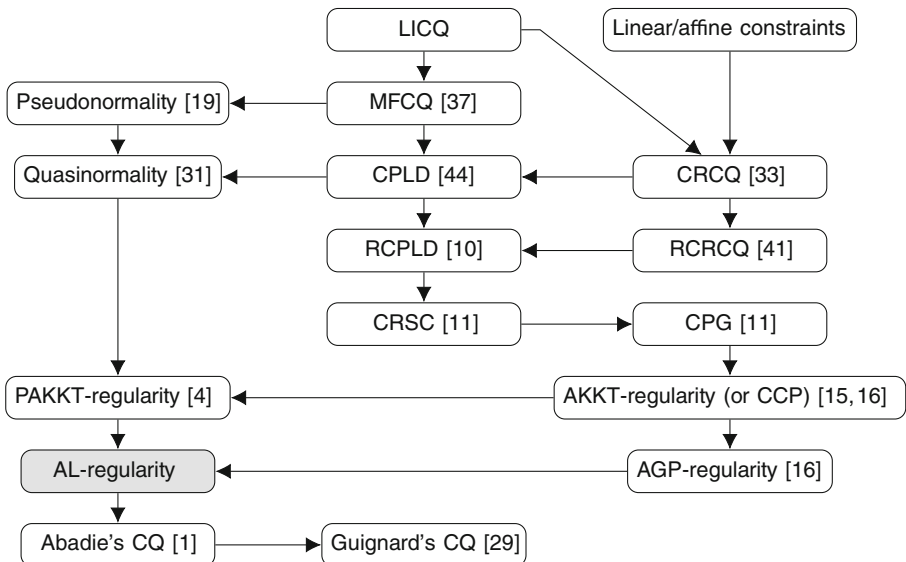 LICQ
Linear/affine constraints
Pseudonormality [19]
MFCQ [37]
Quasinormality [31]
CPLD [44]
CRCQ [33]
RCPLD [10]
RCRCQ [41]
CRSC [11]
CPG [11]
PAKKT-regularity [4]
AKKT-regularity (or CCP) [15, 16]
AL-regularity
AGP-regularity [16]
Abadie's CQ [1]
Guignard's CQ [29]